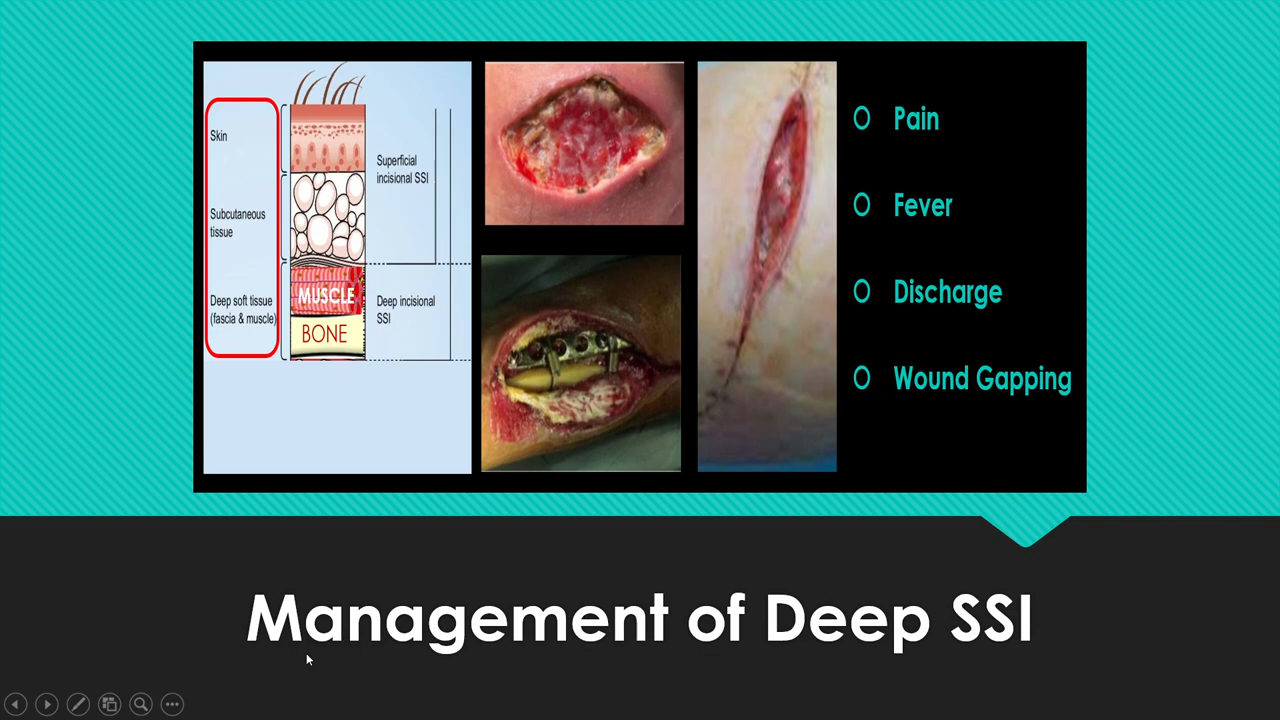 Skin
Subcutaneous
tissue
Deep soft tissue
(fascia & muscle)
MUSCLE
BONE
Superficial
incisional SSI
Deep incisional
SSI
O Pain
O Fever
O Discharge
O Wound Gapping
Management of Deep SSI